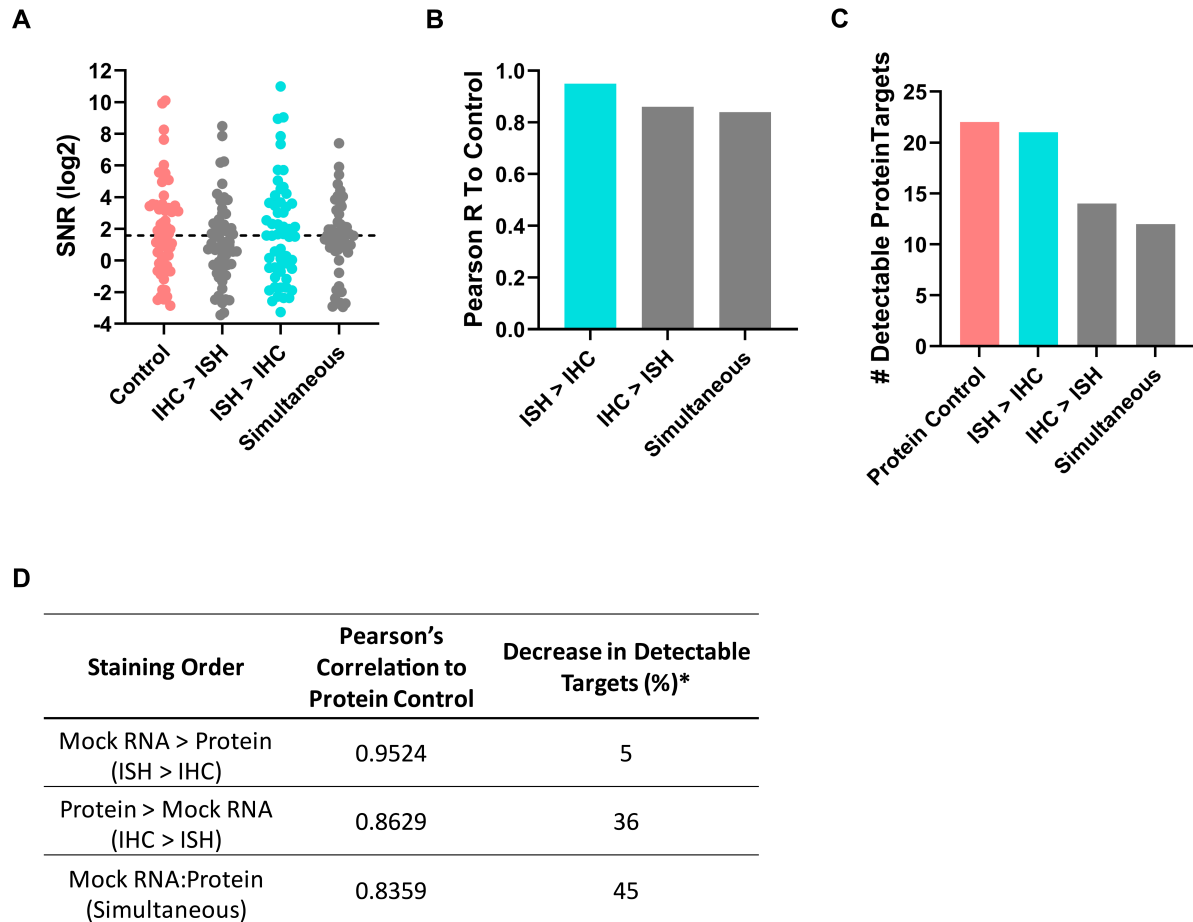 A
SNR (log2)
12
10
8
6
4
2
0
-2
-4
Control
IHC > ISH
ISH > IHC
Simultaneous
B
Pearson R To Control
1.0
0.8
0.6
0.4
0.2
0.0
ISH > IHC
IHC > ISH
Simultaneous
C
# Detectable ProteinTargets
25
20
15
10
5
0
Protein Control
ISH > IHC
IHC > ISH
Simultaneous
D
Staining Order
Pearson’s
Correlation to
Protein Control
Decrease in Detectable
Targets (%)*
Mock RNA > Protein
(ISH > IHC)
0.9524
5
Protein > Mock RNA
(IHC > ISH)
0.8629
36
Mock RNA:Protein
(Simultaneous)
0.8359
45